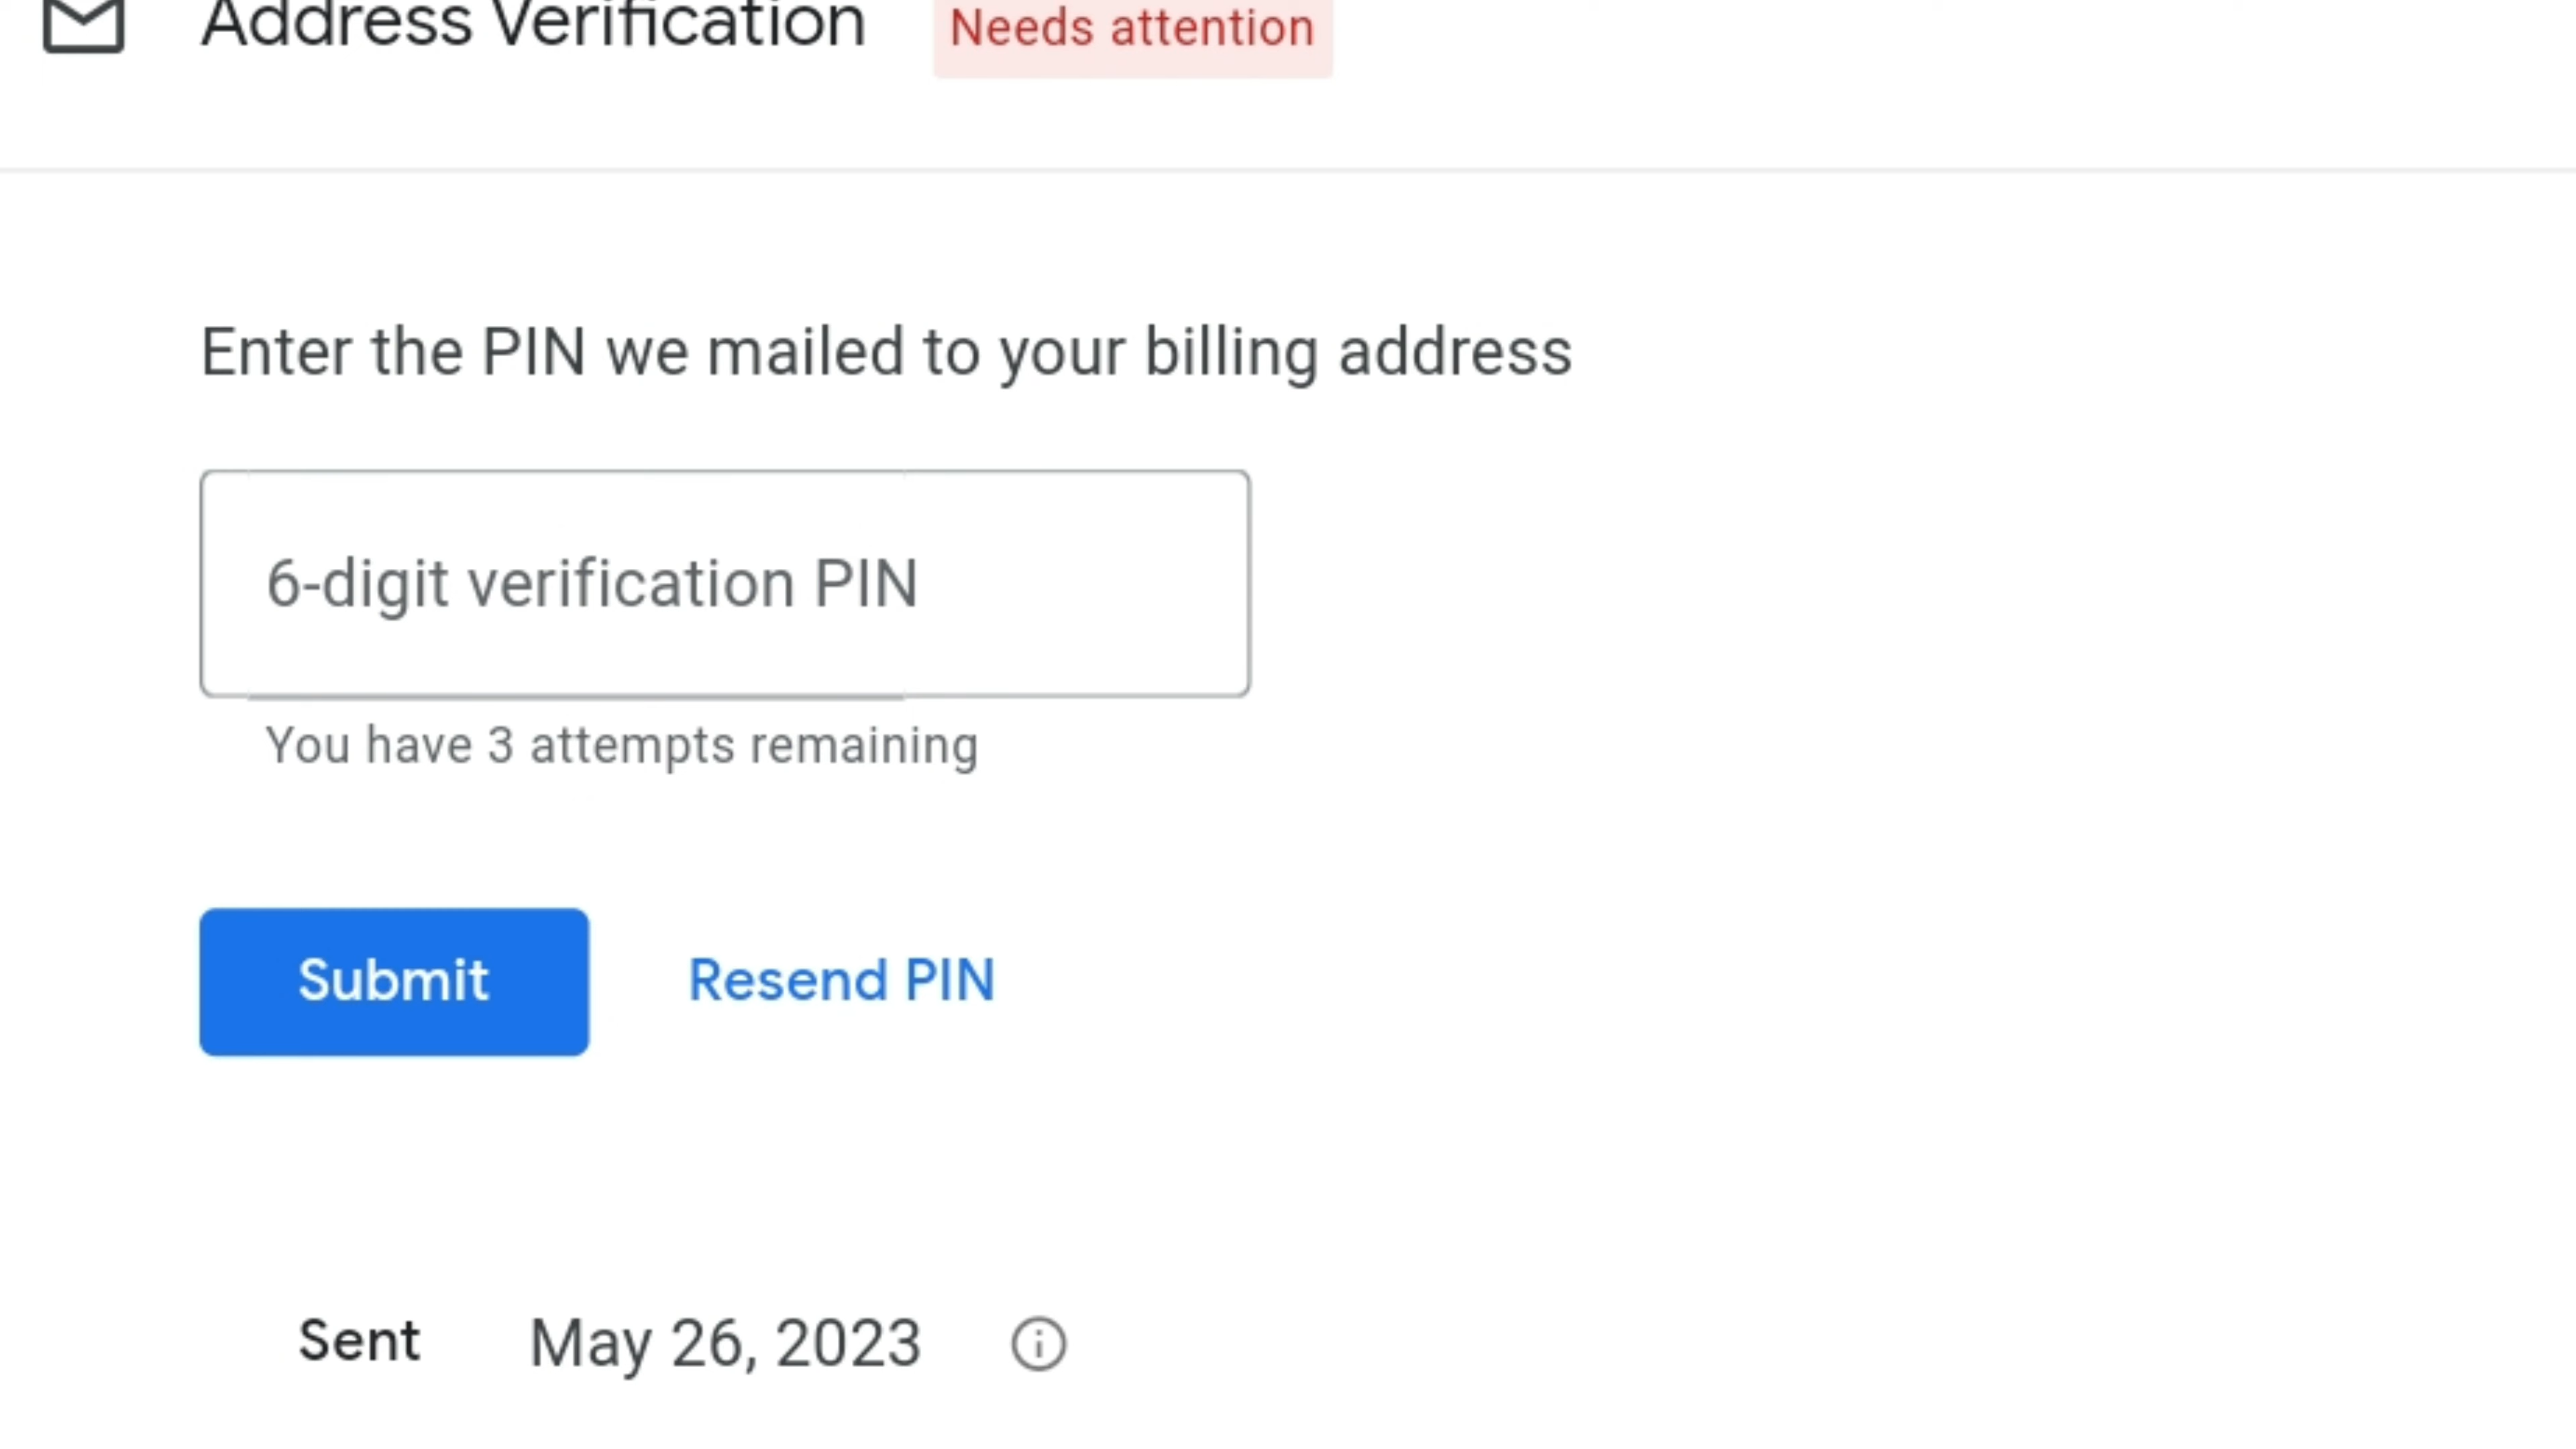 Address Verification Needs attention
Enter the PIN we mailed to your billing address
6-digit verification PIN
You have 3 attempts remaining
Submit Resend PIN
Sent May 26, 2023